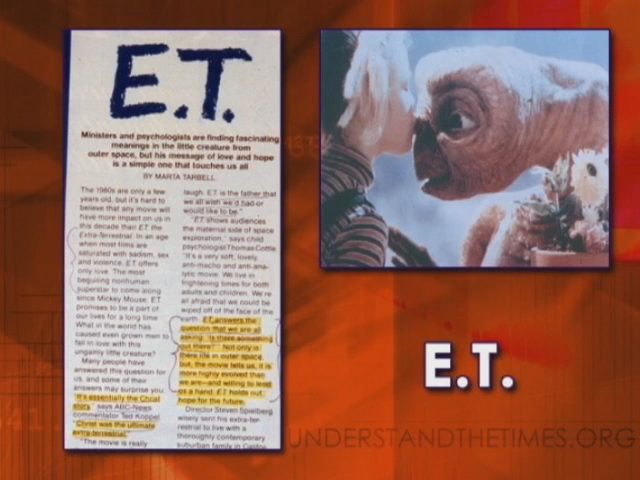 E.T.
Ministers and psychologists are finding fascinating
meanings in the little creature from
outer space, but his message of love and hope
is a simple one that touches us all
BY MARTA TARBELL
The 1980s are only a few
years old, but it's hard to
believe that any movie will
have more impact on us in
this decade than E.T. the
Extra-Terrestrial. In an age
when most films are
saturated with sadism, sex
and violence, E.T. offers
only love. The most
beguiling nonhuman
superstar to come along
since Mickey Mouse, E.T.
promises to be a part of
our lives for a long time.
What in the world has
caused even grown men to
fall in love with this
ungainly little creature?
Many people have
answered this question for
us, and some of their
answers may surprise you.
"It's essentially the Christ
story," says ABC-News
commentator Ted Koppel.
"Christ was the ultimate
extra-terrestrial."
"The movie is really
laugh. E.T. is the father that
we all wish we'd had or
would like to be."
"E.T. shows audiences
the maternal side of space
exploration," says child
psychologist Thomas Cottle.
"It's a very soft, lovely,
anti-macho and anti-ana-
lytic movie. We live in
frightening times for both
adults and children. We're
all afraid that we could be
wiped off of the face of the
earth. E.T. answers the
question that we are all
asking: Is there something
out there? Not only is
there life in outer space,
but, the movie tells us, it is
more highly evolved than
we are—and willing to lend
us a hand. E.T. holds out
hope for the future."
Director Steven Spielberg
wisely sent his extra-ter-
restrial to live with a
thoroughly contemporary
suburban family in
E.T.
UNDERSTANDTHETIMES.ORG